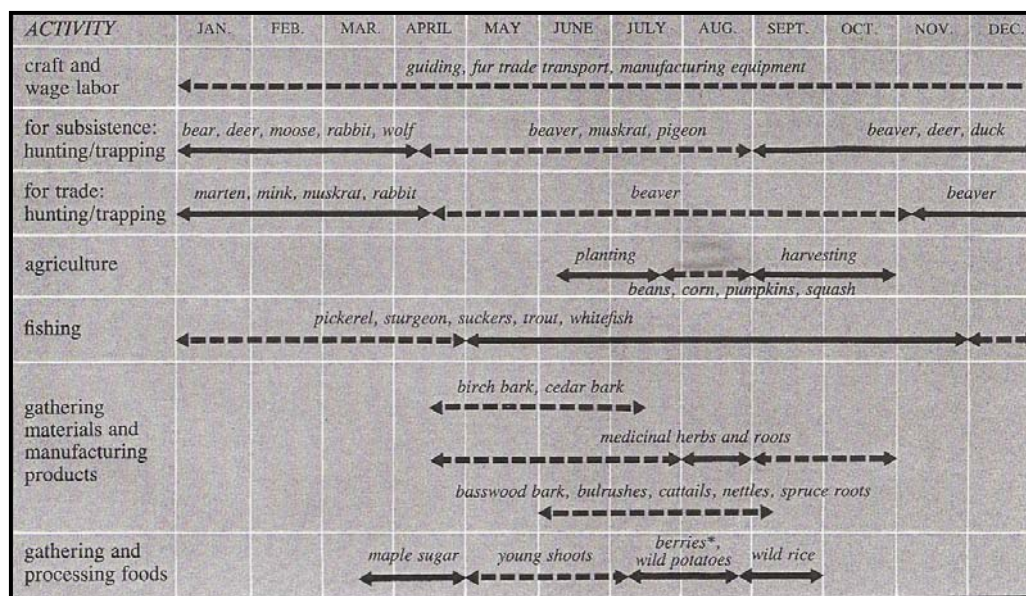 ACTIVITY JAN. FEB. MAR. APRIL MAY JUNE JULY AUG. SEPT. OCT. NOV. DEC.
craft and
wage labor
guiding, fur trade transport, manufacturing equipment
for subsistence:
hunting/trapping
bear, deer, moose, rabbit, wolf
beaver, muskrat, pigeon
beaver, deer, duck
for trade:
hunting/trapping
marten, mink, muskrat, rabbit
beaver
beaver
agriculture
planting
harvesting
beans, corn, pumpkins, squash
fishing
pickerel, sturgeon, suckers, trout, whitefish
gathering
materials and
manufacturing
products
birch bark, cedar bark
medicinal herbs and roots
basswood bark, bulrushes, cattails, nettles, spruce roots
gathering and
processing foods
maple sugar
young shoots
berries*,
wild potatoes
wild rice